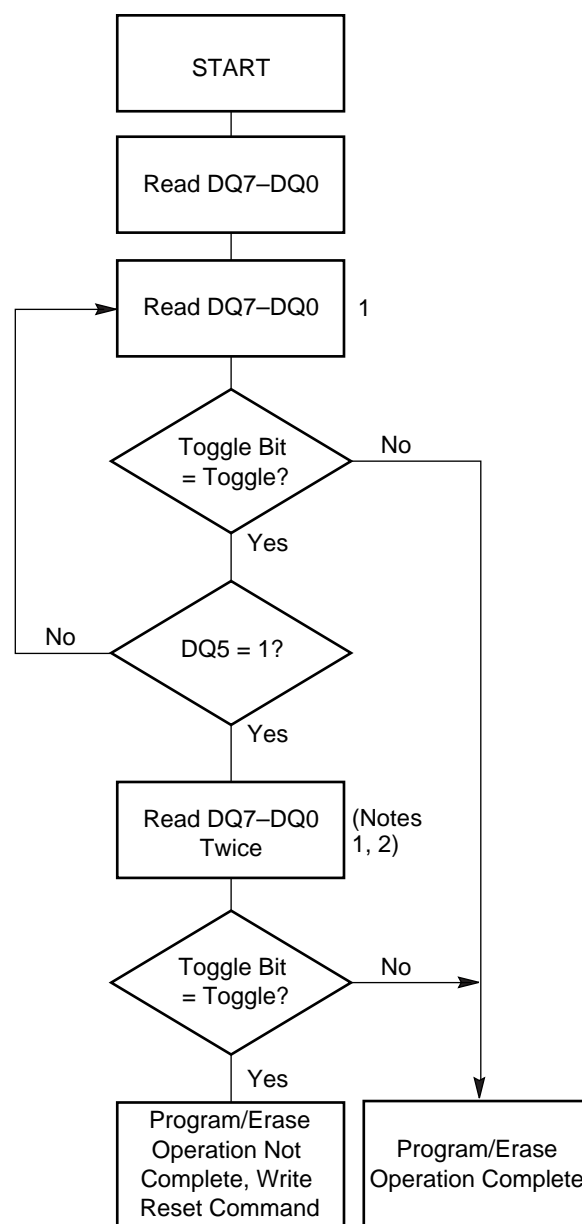 START
Read DQ7–DQ0
Read DQ7–DQ0
1
Toggle Bit
= Toggle?
No
Yes
No
DQ5 = 1?
Yes
Read DQ7–DQ0
Twice
(Notes
1, 2)
Toggle Bit
= Toggle?
No
Yes
Program/Erase
Operation Not
Complete, Write
Reset Command
Program/Erase
Operation Complete